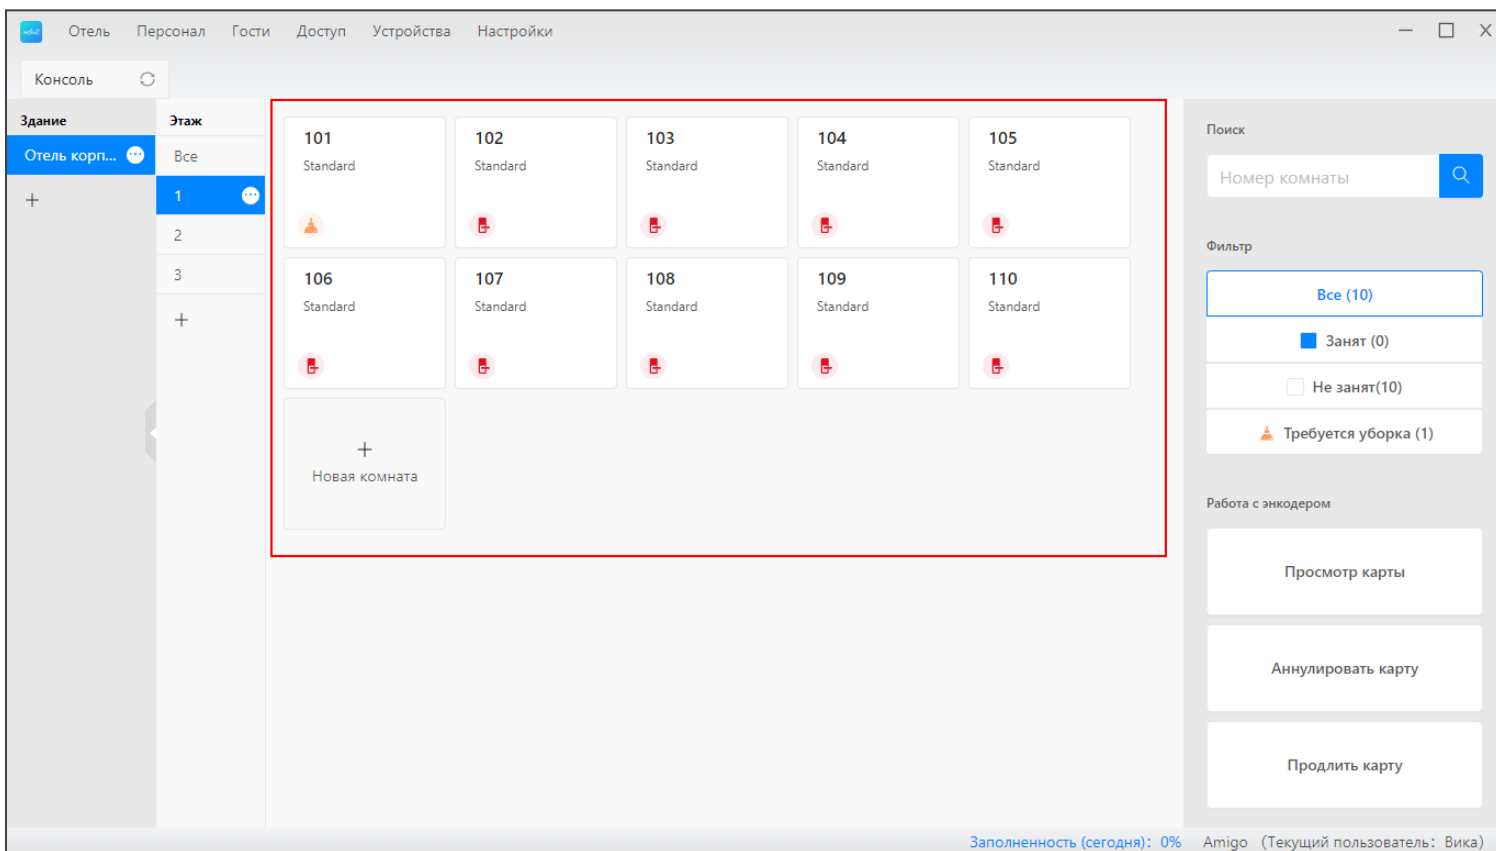 Отель Персонал Гости Доступ Устройства Настройки
Консоль
Здание
Отель корп...
Этаж
Все
1
2
3
101
Standard
102
Standard
103
Standard
104
Standard
105
Standard
106
Standard
107
Standard
108
Standard
109
Standard
110
Standard
Новая комната
Поиск
Номер комнаты
Фильтр
Все (10)
Занят (0)
Не занят(10)
Требуется уборка (1)
Работа с энкодером
Просмотр карты
Аннулировать карту
Продлить карту
Заполненность (сегодня): 0% Amigo (Текущий пользователь: Вика)